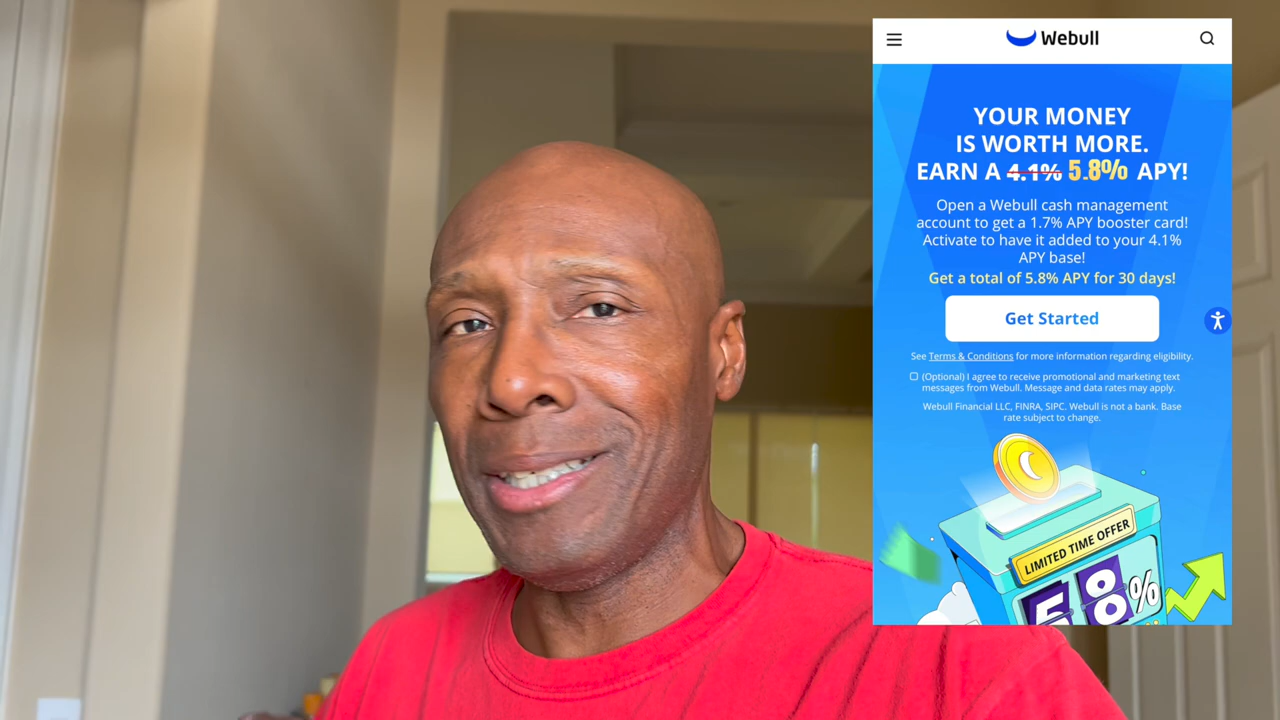 Webull
YOUR MONEY
IS WORTH MORE.
EARN A 4.1% 5.8% APY!
Open a Webull cash management
account to get a 1.7% APY booster card!
Activate to have it added to your 4.1%
APY base!
Get a total of 5.8% APY for 30 days!
Get Started
See Terms & Conditions for more information regarding eligibility.
(Optional) I agree to receive promotional and marketing text
messages from Webull. Message and data rates may apply.
Webull Financial LLC, FINRA, SIPC. Webull is not a bank. Base
rate subject to change.
LIMITED TIME OFFER
5.8%